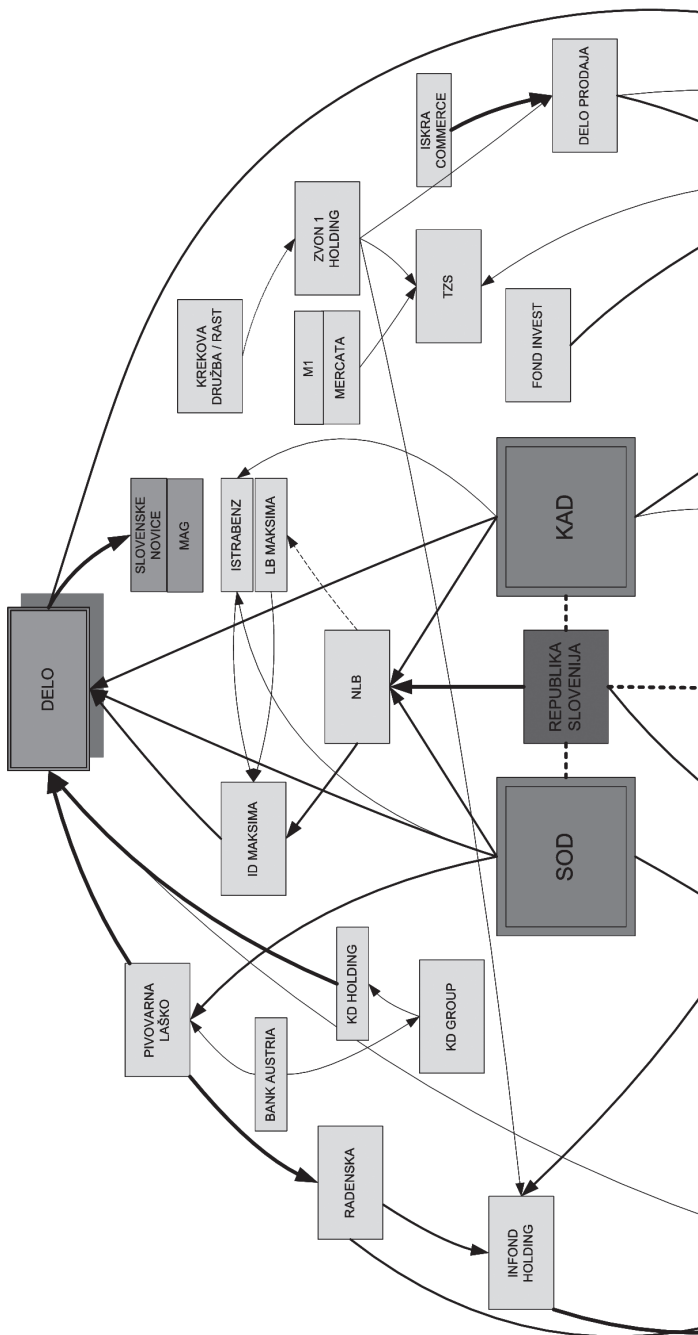 DELO
SLOVENSKE
NOVICE
MAG
PIVOVARNA
LAŠKO
KREKOVA
DRUŽBA / RAST
ID MAKSIMA
ISTRABENZ
LB MAKSIMA
BANK AUSTRIA
ZVON 1
HOLDING
RADENSKA
KD HOLDING
NLB
M1
MERCATA
ISKRA
COMMERCE
KD GROUP
TZS
DELO PRODAJA
INFOND
HOLDING
SOD
REPUBLIKA
SLOVENIJA
KAD
FOND INVEST